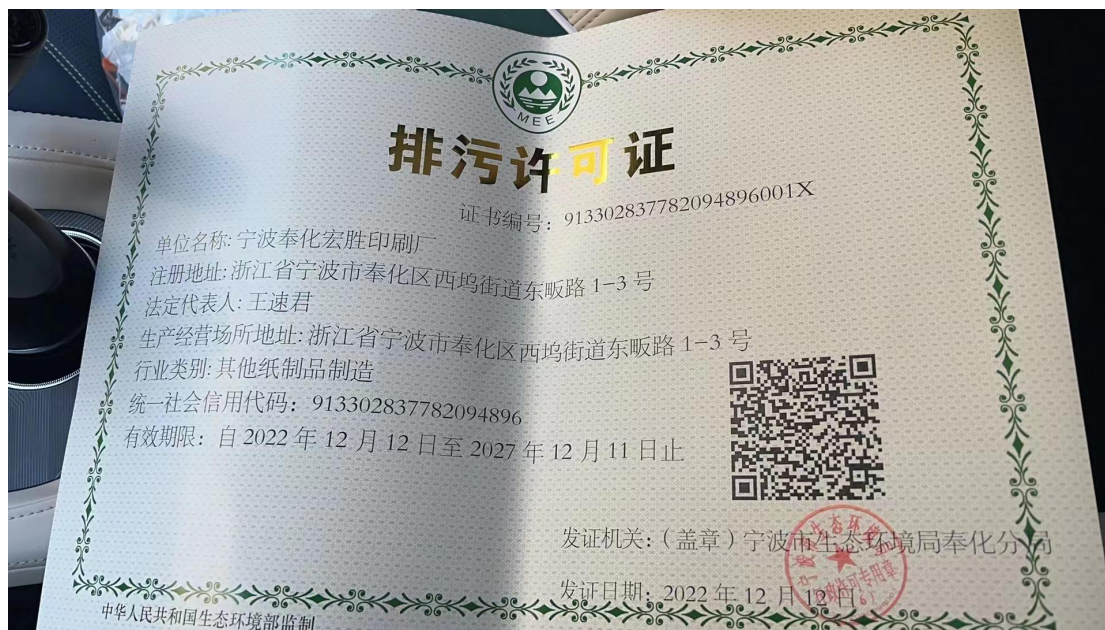 MEE
排污许可证
证书编号：91330283778209489​6001X
单位名称：宁波奉化宏胜印刷厂
注册地址：浙江省宁波市奉化区西坞街道东畈路 1-3 号
法定代表人：王速君
生产经营场所地址：浙江省宁波市奉化区西坞街道东畈路 1-3 号
行业类别：其他纸制品制造
统一社会信用代码：913302837782094896
有效期限：自 2022 年 12 月 12 日至 2027 年 12 月 11 日止
发证机关：（盖章）宁波市生态环境局奉化分局
发证日期：2022 年 12 月 12 日
中华人民共和国生态环境部监制